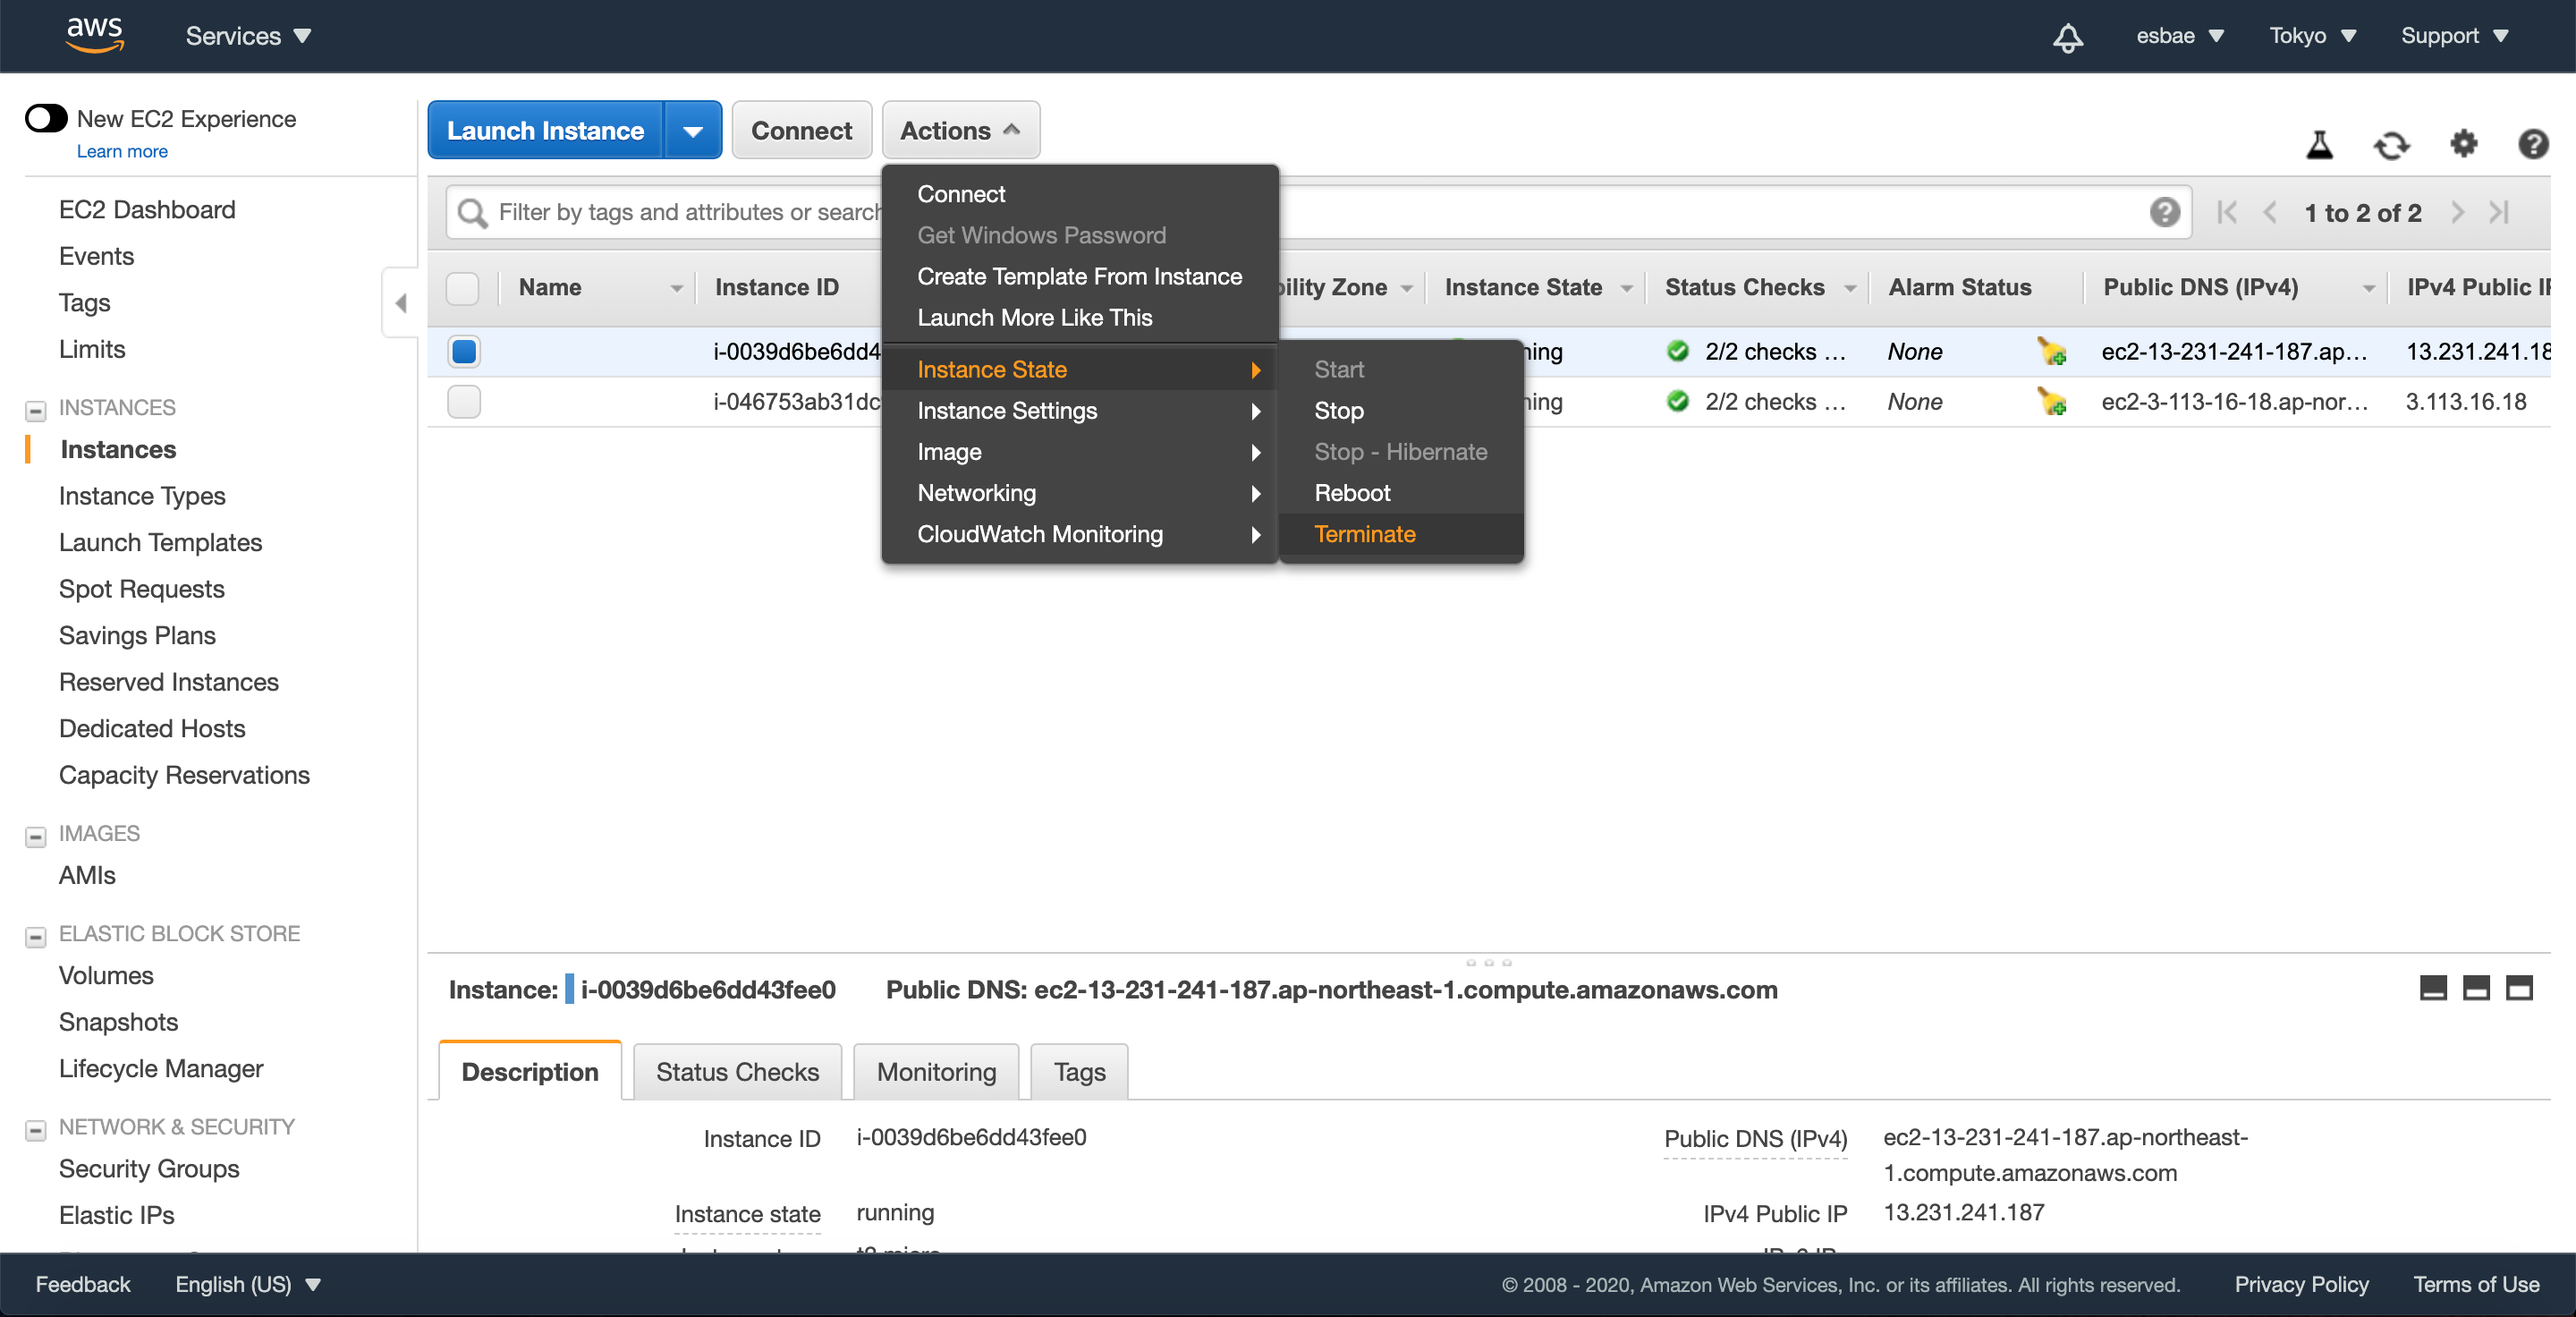 aws
Services
esbae
Tokyo
Support
New EC2 Experience
Learn more
EC2 Dashboard
Events
Tags
Limits
INSTANCES
Instances
Instance Types
Launch Templates
Spot Requests
Savings Plans
Reserved Instances
Dedicated Hosts
Capacity Reservations
IMAGES
AMIs
ELASTIC BLOCK STORE
Volumes
Snapshots
Lifecycle Manager
NETWORK & SECURITY
Security Groups
Elastic IPs
Launch Instance
Connect
Actions
Filter by tags and attributes or search
1 to 2 of 2
Name
Instance ID
bility Zone
Instance State
Status Checks
Alarm Status
Public DNS (IPv4)
IPv4 Public IP
i-0039d6be6dd4
ning
2/2 checks ...
None
ec2-13-231-241-187.ap...
13.231.241.18
i-046753ab31dc
ning
2/2 checks ...
None
ec2-3-113-16-18.ap-nor...
3.113.16.18
Connect
Get Windows Password
Create Template From Instance
Launch More Like This
Instance State
Instance Settings
Image
Networking
CloudWatch Monitoring
Start
Stop
Stop - Hibernate
Reboot
Terminate
Instance: i-0039d6be6dd43fee0 Public DNS: ec2-13-231-241-187.ap-northeast-1.compute.amazonaws.com
Description
Status Checks
Monitoring
Tags
Instance ID
i-0039d6be6dd43fee0
Public DNS (IPv4)
ec2-13-231-241-187.ap-northeast-
1.compute.amazonaws.com
Instance state
running
IPv4 Public IP
13.231.241.187
Feedback
English (US)
© 2008 - 2020, Amazon Web Services, Inc. or its affiliates. All rights reserved.
Privacy Policy
Terms of Use